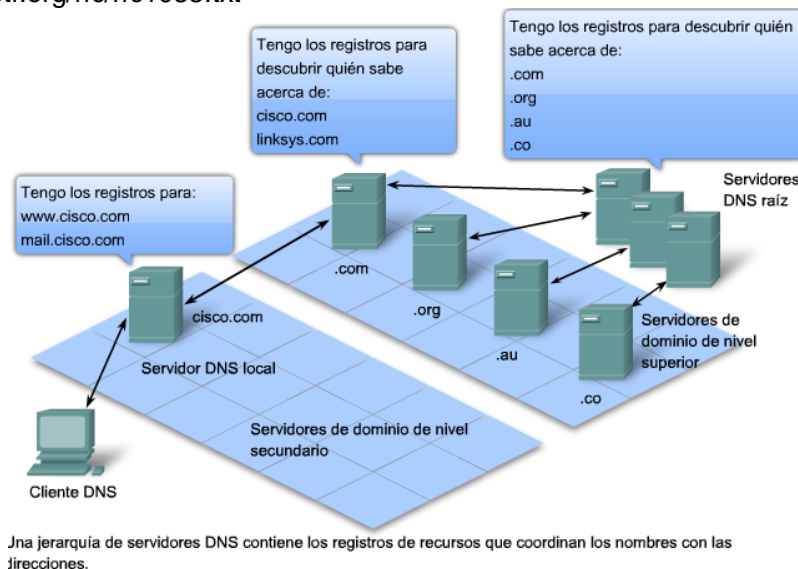 Tengo los registros para
descubrir quién sabe
acerca de:
cisco.com
linksys.com
Tengo los registros para descubrir quién
sabe acerca de:
.com
.org
.au
.co
Tengo los registros para:
www.cisco.com
mail.cisco.com
Servidores
DNS raíz
.com
.org
.au
.co
cisco.com
Servidor DNS local
Servidores de
dominio de nivel
superior
Servidores de dominio de nivel
secundario
Cliente DNS
Una jerarquía de servidores DNS contiene los registros de recursos que coordinan los nombres con las
direcciones.